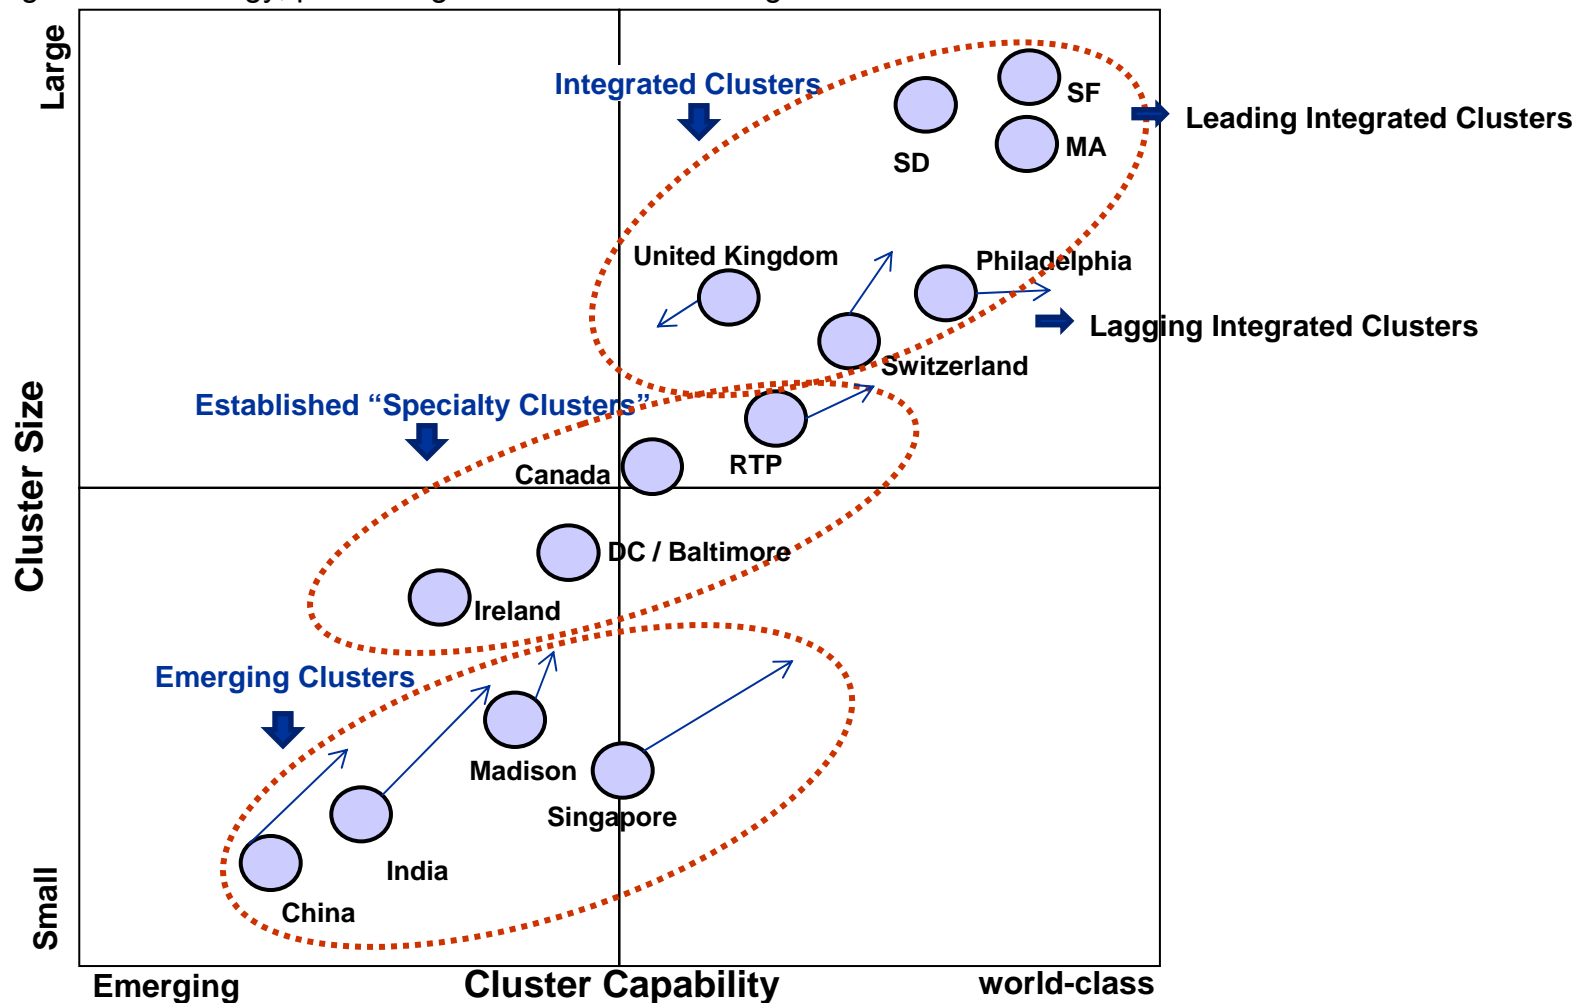 Large
Integrated Clusters
SF
Leading Integrated Clusters
MA
SD
United Kingdom
Philadelphia
Lagging Integrated Clusters
Switzerland
Established “Specialty Clusters”
Cluster Size
RTP
Canada
DC / Baltimore
Ireland
Emerging Clusters
Madison
Singapore
India
China
Small
Emerging
Cluster Capability
world-class